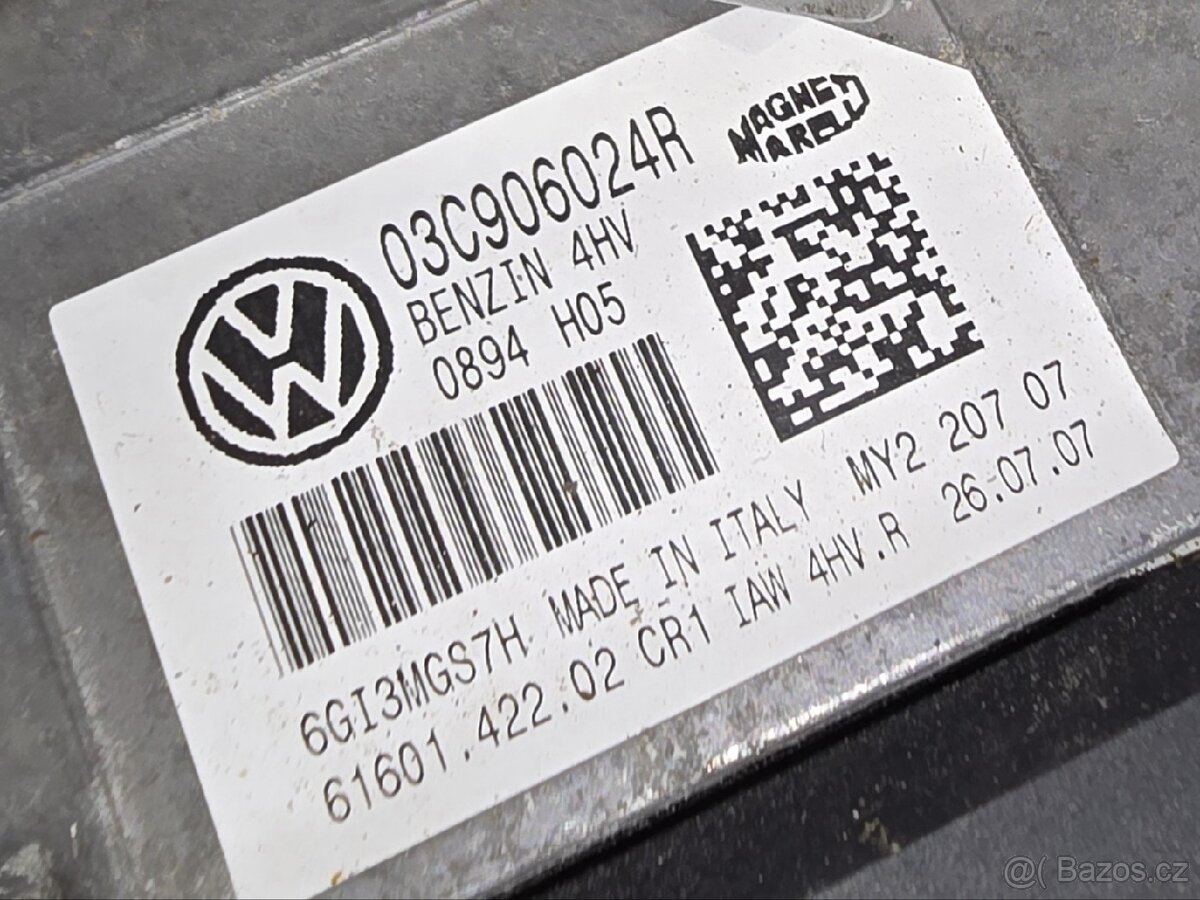 MAGNETI
MARELLI
03C906024R
BENZIN 4HV
0894 H05
MY2 207 07
6GI3MGS7H MADE IN ITALY
61601.422.02 CR1 IAW 4HV.R 26.07.07
Bazos.cz